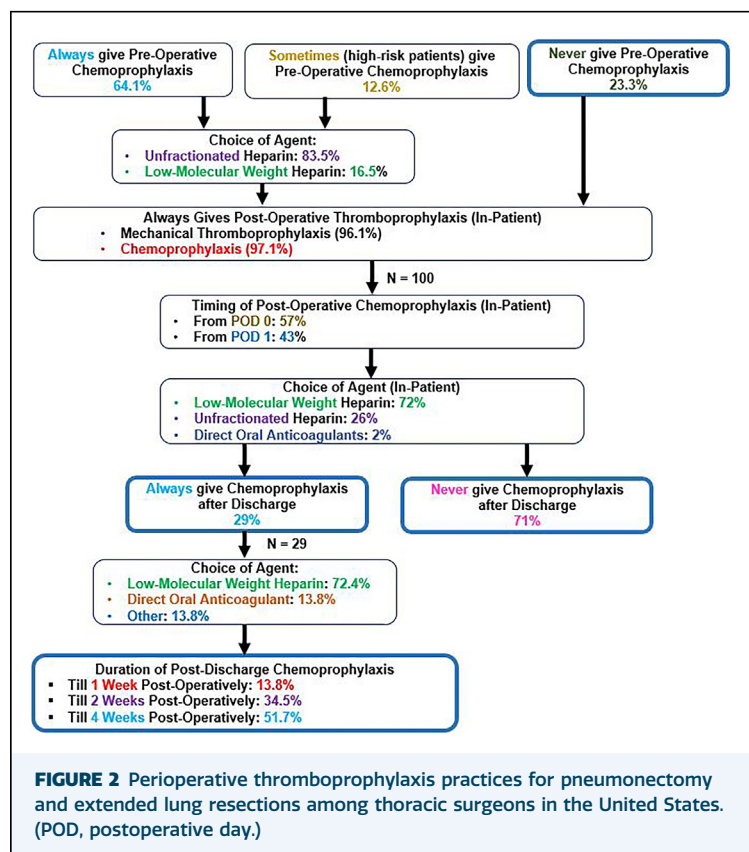 Always give Pre-Operative
Chemoprophylaxis
64.1%
Sometimes (high-risk patients) give
Pre-Operative Chemoprophylaxis
12.6%
Never give Pre-Operative
Chemoprophylaxis
23.3%
Choice of Agent:
• Unfractionated Heparin: 83.5%
• Low-Molecular Weight Heparin: 16.5%
Always Gives Post-Operative Thromboprophylaxis (In-Patient)
• Mechanical Thromboprophylaxis (96.1%)
• Chemoprophylaxis (97.1%)
N = 100
Timing of Post-Operative Chemoprophylaxis (In-Patient)
• From POD 0: 57%
• From POD 1: 43%
Choice of Agent (In-Patient)
• Low-Molecular Weight Heparin: 72%
• Unfractionated Heparin: 26%
• Direct Oral Anticoagulants: 2%
Always give Chemoprophylaxis
after Discharge
29%
Never give Chemoprophylaxis
after Discharge
71%
N = 29
Choice of Agent:
• Low-Molecular Weight Heparin: 72.4%
• Direct Oral Anticoagulant: 13.8%
• Other: 13.8%
Duration of Post-Discharge Chemoprophylaxis
▪ Till 1 Week Post-Operatively: 13.8%
▪ Till 2 Weeks Post-Operatively: 34.5%
▪ Till 4 Weeks Post-Operatively: 51.7%
FIGURE 2 Perioperative thromboprophylaxis practices for pneumonectomy
and extended lung resections among thoracic surgeons in the United States.
(POD, postoperative day.)